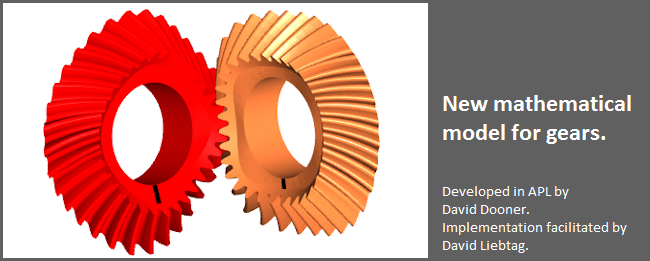 New mathematical
model for gears.
Developed in APL by
David Dooner.
Implementation facilitated by
David Liebtag.